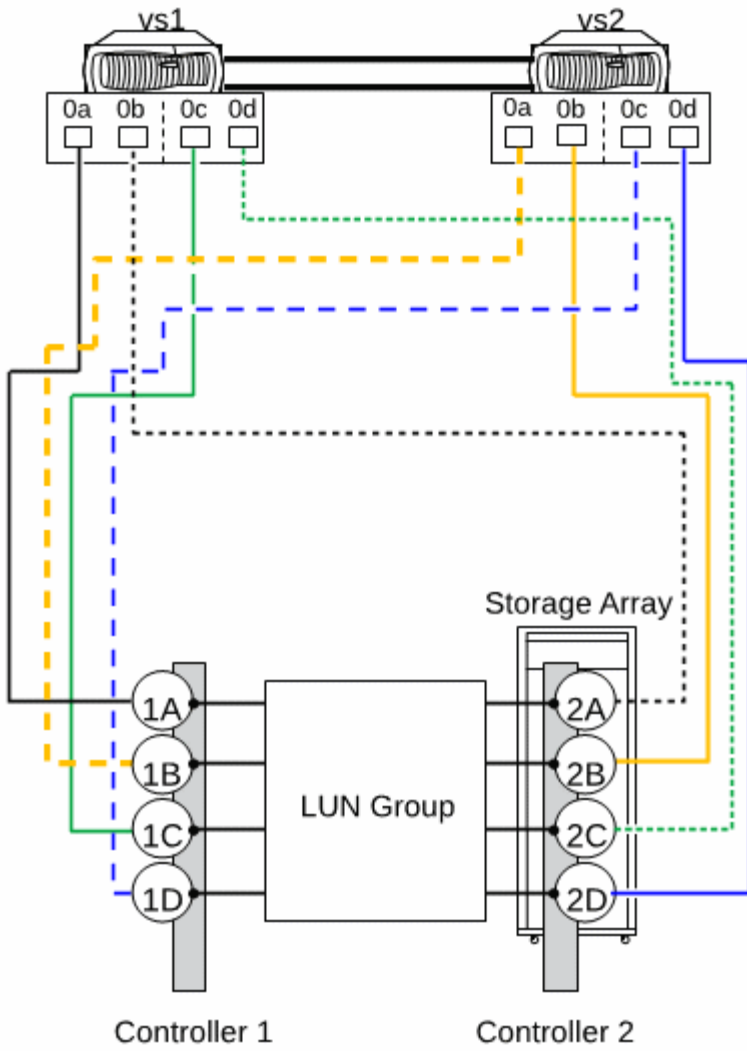 vs1 vs2
0a 0b 0c 0d 0a 0b 0c 0d
Storage Array
1A 2A
1B 2B
LUN Group
1C 2C
1D 2D
Controller 1 Controller 2